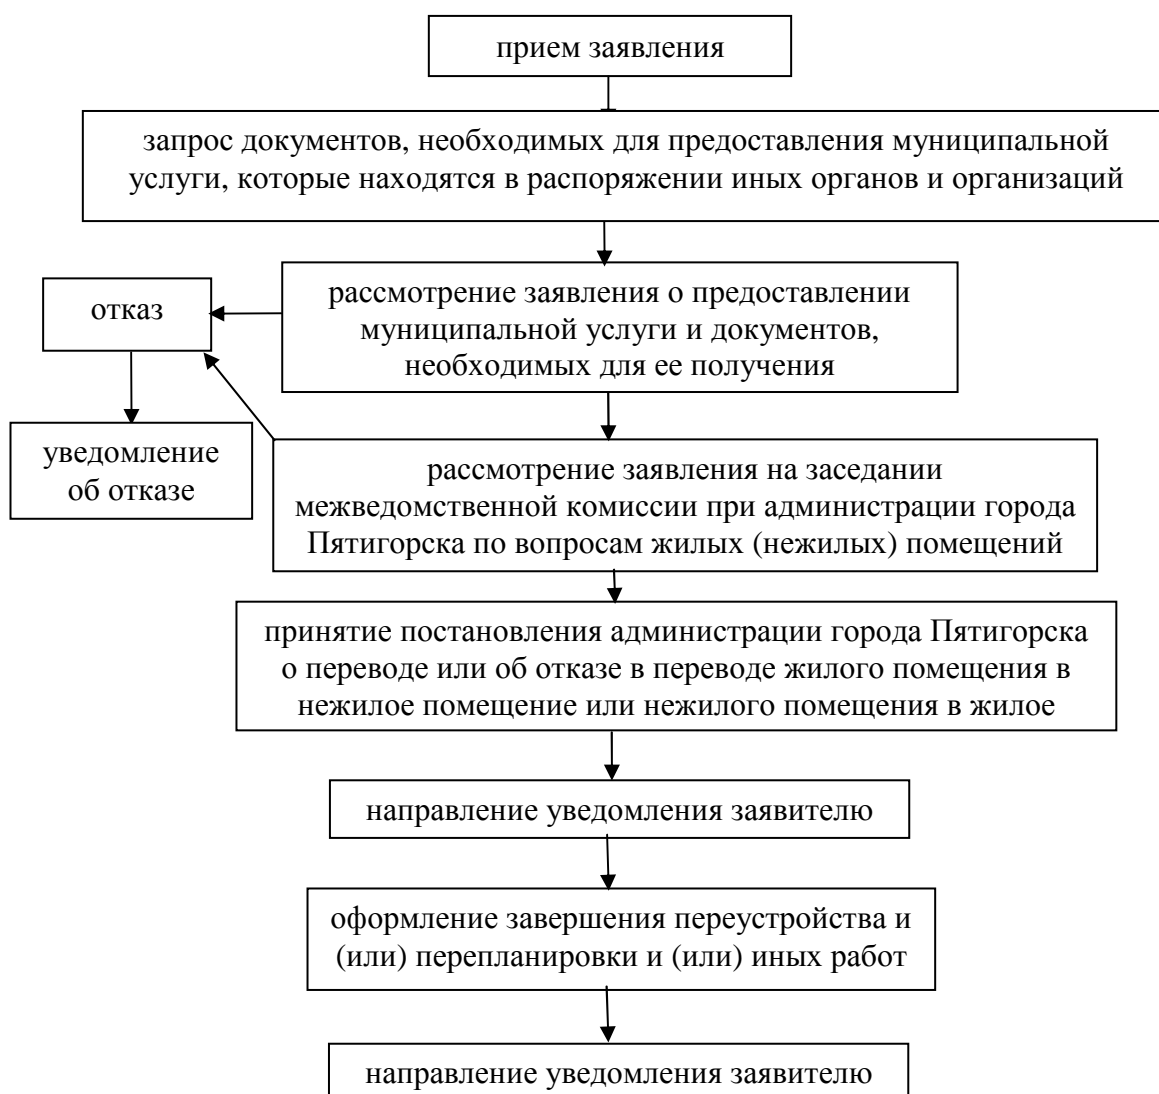 прием заявления
запрос документов, необходимых для предоставления муниципальной
услуги, которые находятся в распоряжении иных органов и организаций
рассмотрение заявления о предоставлении
муниципальной услуги и документов,
необходимых для ее получения
отказ
уведомление
об отказе
рассмотрение заявления на заседании
межведомственной комиссии при администрации города
Пятигорска по вопросам жилых (нежилых) помещений
принятие постановления администрации города Пятигорска
о переводе или об отказе в переводе жилого помещения в
нежилое помещение или нежилого помещения в жилое
направление уведомления заявителю
оформление завершения переустройства и
(или) перепланировки и (или) иных работ
направление уведомления заявителю